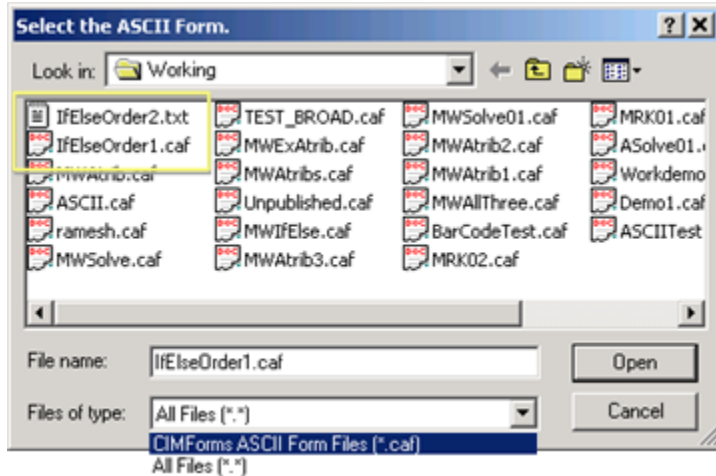 Select the ASCII Form.
Look in: Working
IfElseOrder2.txt TEST_BROAD.caf MWSolve01.caf MRK01.caf
IfElseOrder1.caf MWExAtrib.caf MWAtrib2.caf ASolve01.
MWAtrib.caf MWAtribs.caf MWAtrib1.caf Workdemo
ASCII.caf Unpublished.caf MWAllThree.caf Demo1.caf
ramesh.caf MWIfElse.caf BarCodeTest.caf ASCIITest
MWSolve.caf MWAtrib3.caf MRK02.caf
File name: IfElseOrder1.caf Open
Files of type: All Files (*.*) Cancel
CIMForms ASCII Form Files (*.caf)
All Files (*.*)